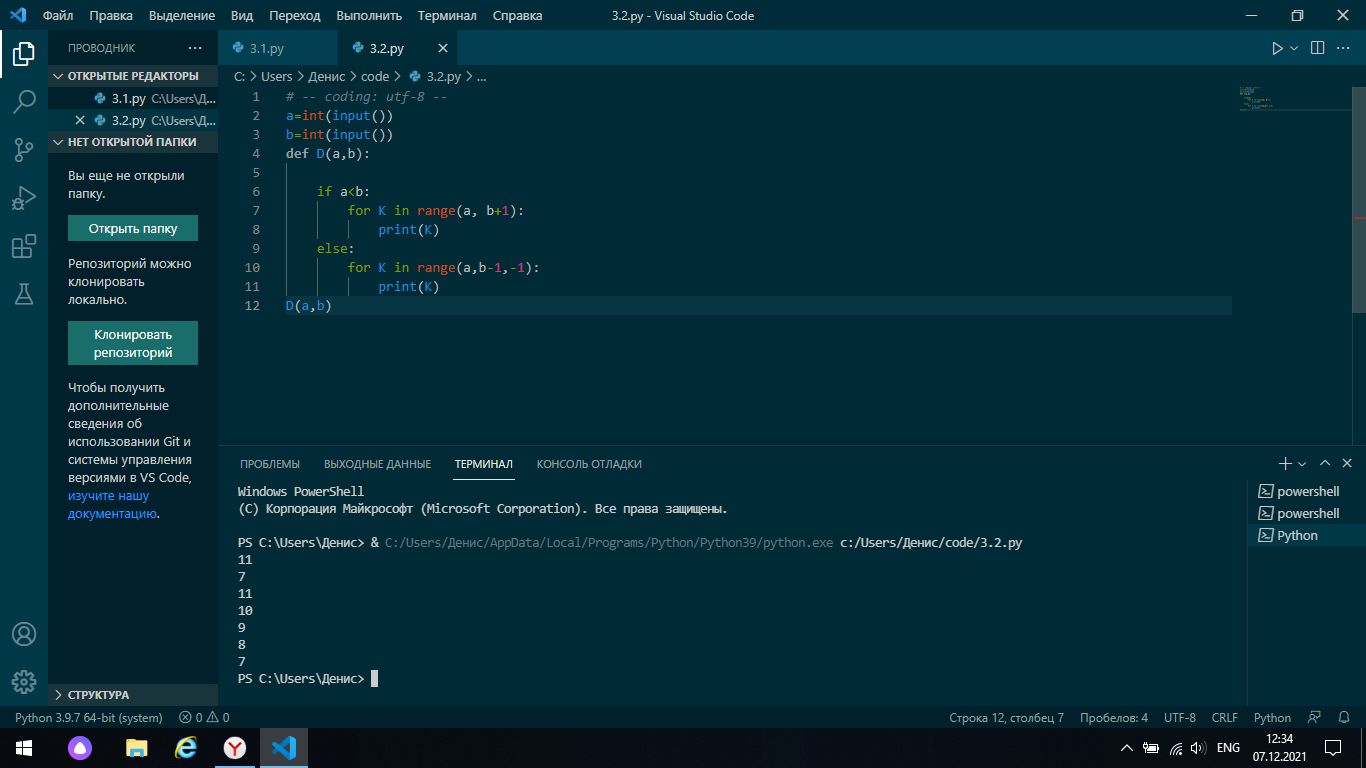 Файл Правка Выделение Вид Переход Выполнить Терминал Справка 3.2.py - Visual Studio Code
ПРОВОДНИК ...
ОТКРЫТЫЕ РЕДАКТОРЫ
3.1.py C:\Users\Д...
3.2.py C:\Users\Д...
НЕТ ОТКРЫТОЙ ПАПКИ
Вы еще не открыли
папку.
Открыть папку
Репозиторий можно
клонировать
локально.
Клонировать
репозиторий
Чтобы получить
дополнительные
сведения об
использовании Git и
системы управления
версиями в VS Code,
изучите нашу
документацию.
СТРУКТУРА
3.1.py 3.2.py
C: > Users > Денис > code > 3.2.py > ...
1 # -- coding: utf-8 --
2 a=int(input())
3 b=int(input())
4 def D(a,b):
5
6 if a<b:
7 for K in range(a, b+1):
8 print(K)
9 else:
10 for K in range(a,b-1,-1):
11 print(K)
12 D(a,b)
ПРОБЛЕМЫ ВЫХОДНЫЕ ДАННЫЕ ТЕРМИНАЛ КОНСОЛЬ ОТЛАДКИ
Windows PowerShell
(C) Корпорация Майкрософт (Microsoft Corporation). Все права защищены.
PS C:\Users\Денис> & C:/Users/Денис/AppData/Local/Programs/Python/Python39/python.exe c:/Users/Денис/code/3.2.py
11
7
11
10
9
8
7
PS C:\Users\Денис>
powershell
powershell
Python
Python 3.9.7 64-bit (system) 0 0 Строка 12, столбец 7 Пробелов: 4 UTF-8 CRLF Python
ENG
12:34
07.12.2021